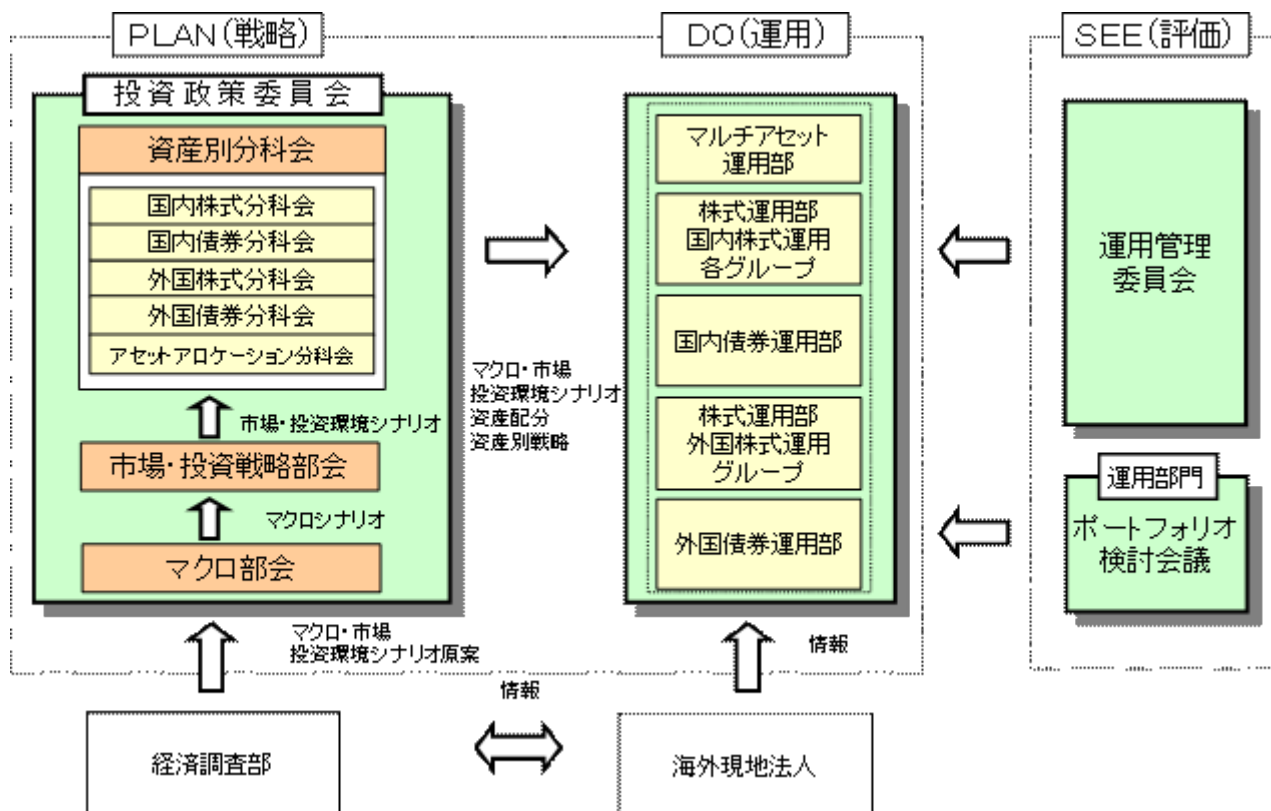 PLAN(戦略)
投資政策委員会
資産別分科会
国内株式分科会
国内債券分科会
外国株式分科会
外国債券分科会
アセットアロケーション分科会
市場・投資環境シナリオ
市場・投資戦略部会
マクロシナリオ
マクロ部会
マクロ・市場
投資環境シナリオ
資産配分
資産別戦略
DO(運用)
マルチアセット
運用部
株式運用部
国内株式運用
各グループ
国内債券運用部
株式運用部
外国株式運用
グループ
外国債券運用部
SEE(評価)
運用管理
委員会
運用部門
ポートフォリオ
検討会議
マクロ・市場
投資環境シナリオ原案
情報
情報
経済調査部
海外現地法人